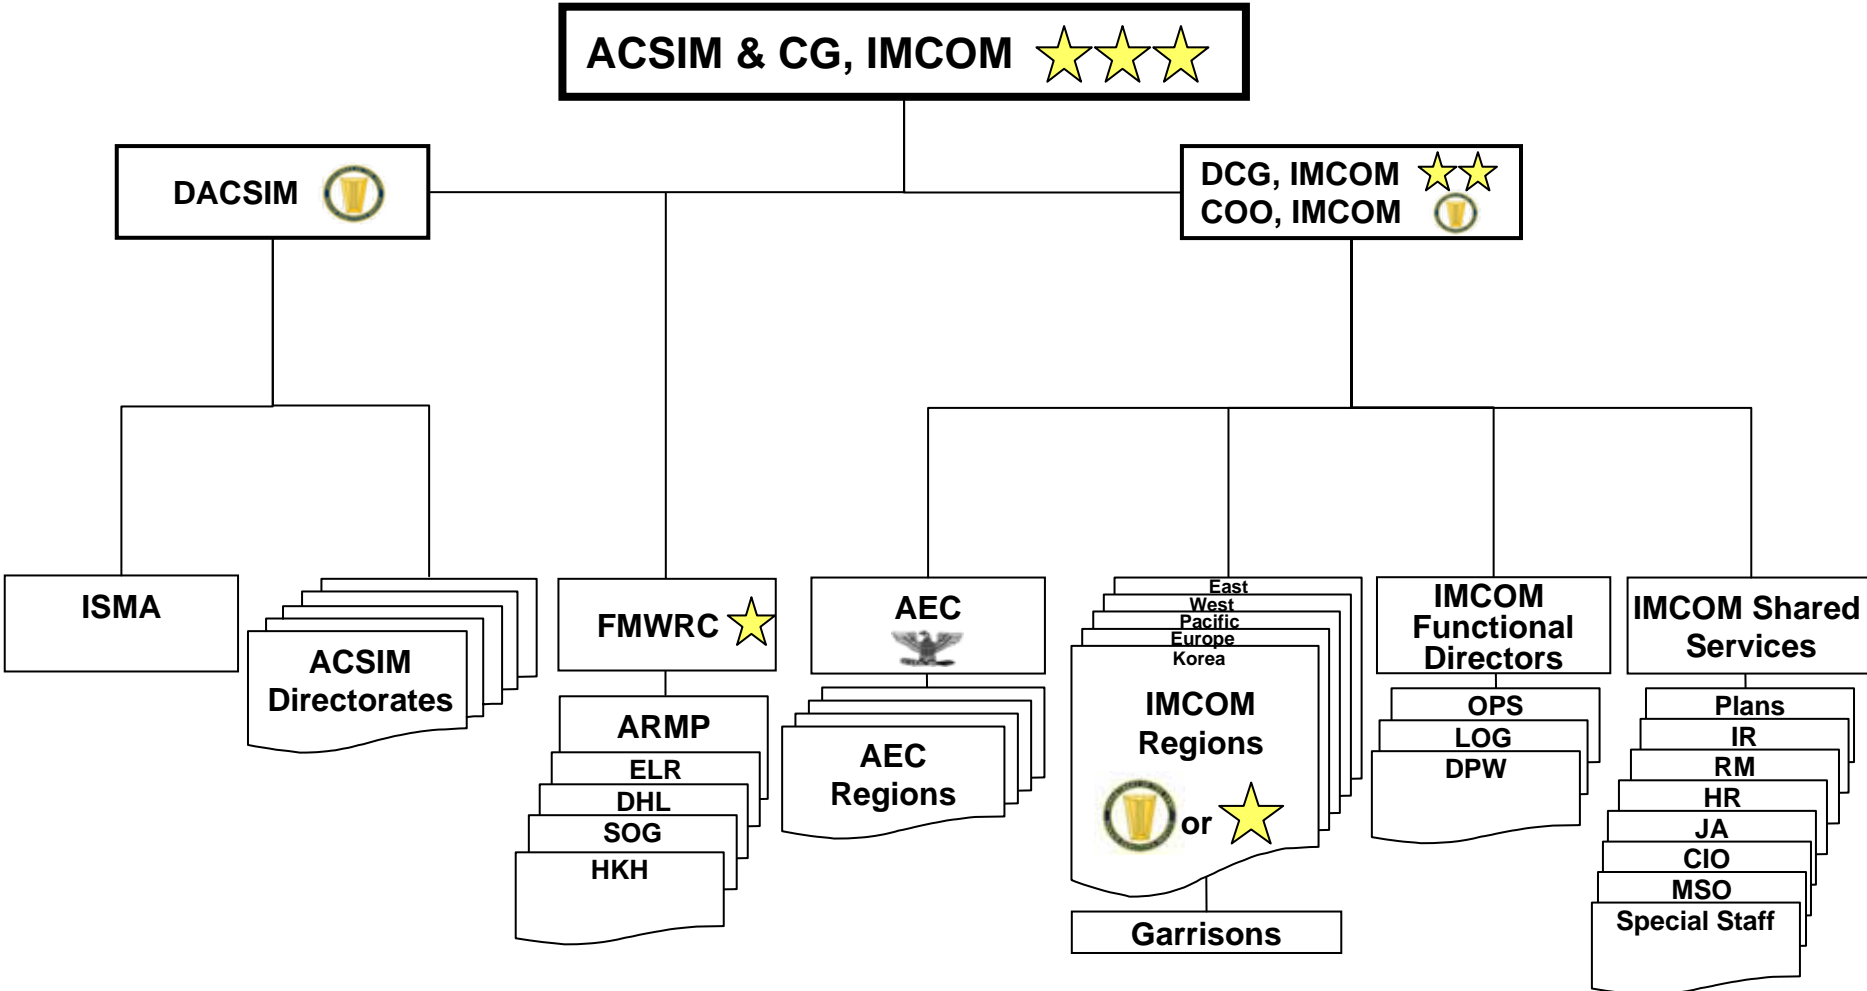 ACSIM & CG, IMCOM
DACSIM
DCG, IMCOM
COO, IMCOM
ISMA
ACSIM
Directorates
FMWRC
ARMP
ELR
DHL
SOG
HKH
AEC
AEC
Regions
East
West
Pacific
Europe
Korea
IMCOM
Regions
or
Garrisons
IMCOM
Functional
Directors
OPS
LOG
DPW
IMCOM Shared
Services
Plans
IR
RM
HR
JA
CIO
MSO
Special Staff